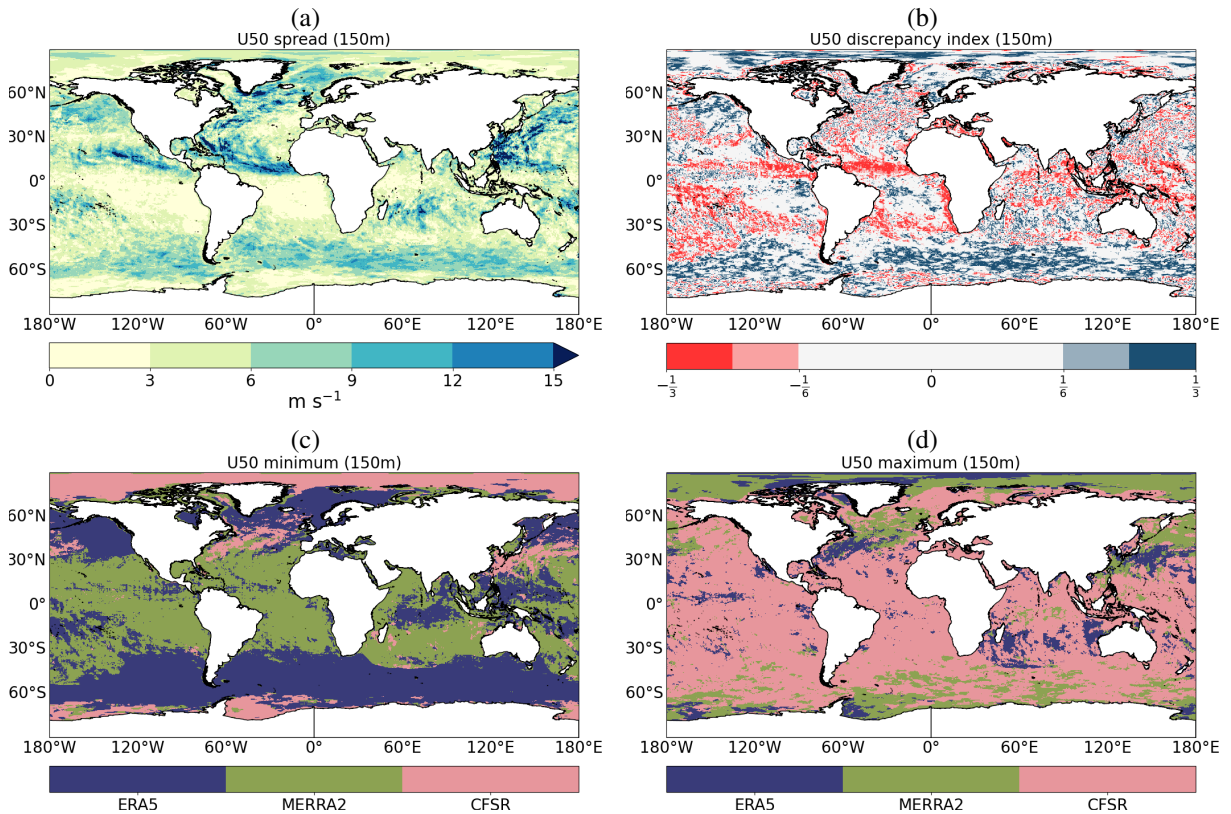 (a) (b)
U50 spread (150m) U50 discrepancy index (150m)
60°N 60°N
30°N 30°N
0° 0°
30°S 30°S
60°S 60°S
180°W 120°W 60°W 0° 60°E 120°E 180°E 180°W 120°W 60°W 0° 60°E 120°E 180°E
0 3 6 9 12 15 −1/3 −1/6 0 1/6 1/3
m s⁻¹
(c) (d)
U50 minimum (150m) U50 maximum (150m)
60°N 60°N
30°N 30°N
0° 0°
30°S 30°S
60°S 60°S
180°W 120°W 60°W 0° 60°E 120°E 180°E 180°W 120°W 60°W 0° 60°E 120°E 180°E
ERA5 MERRA2 CFSR ERA5 MERRA2 CFSR